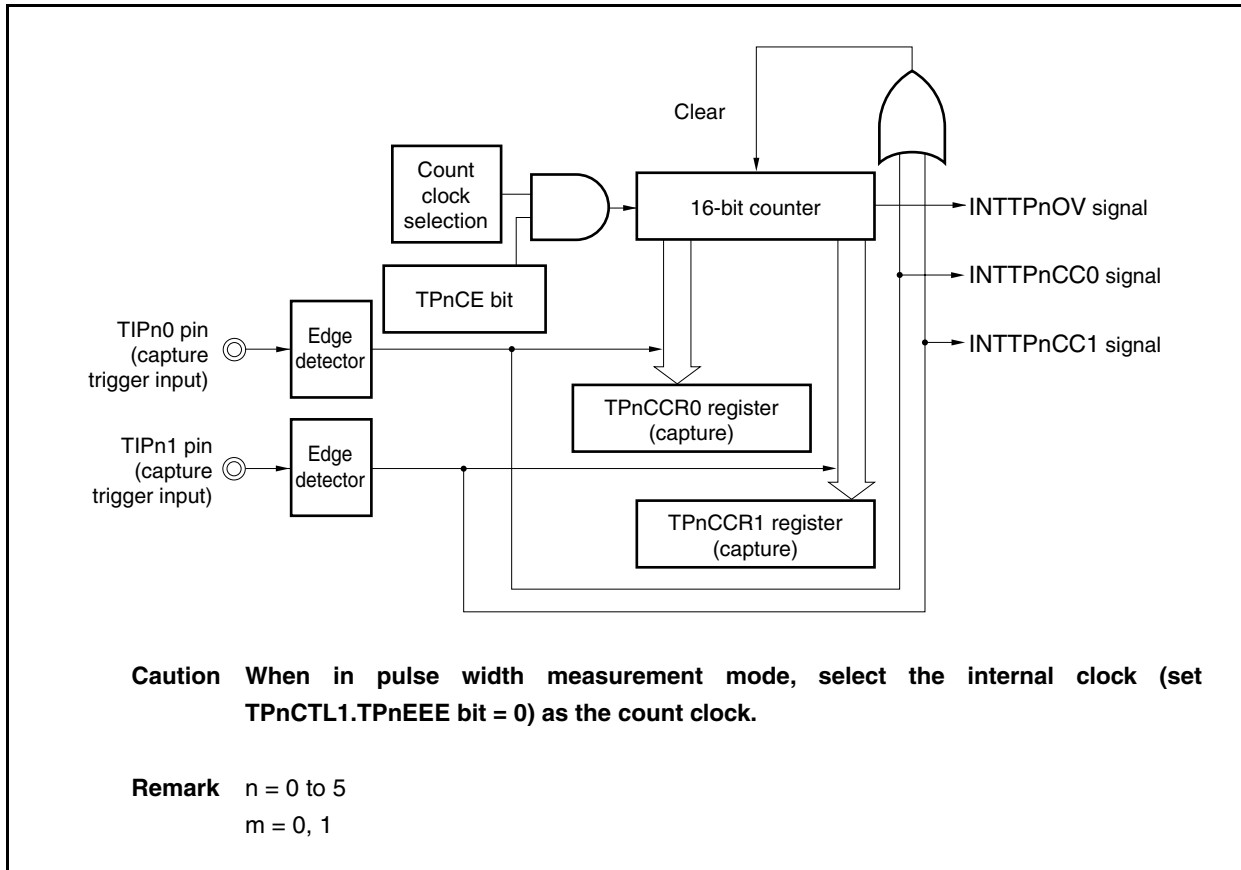 Clear
Count
clock
selection
16-bit counter
INTTPnOV signal
TPnCE bit
INTTPnCC0 signal
TIPn0 pin
(capture
trigger input)
Edge
detector
INTTPnCC1 signal
TPnCCR0 register
(capture)
TIPn1 pin
(capture
trigger input)
Edge
detector
TPnCCR1 register
(capture)
Caution When in pulse width measurement mode, select the internal clock (set
TPnCTL1.TPnEEE bit = 0) as the count clock.
Remark n = 0 to 5
m = 0, 1